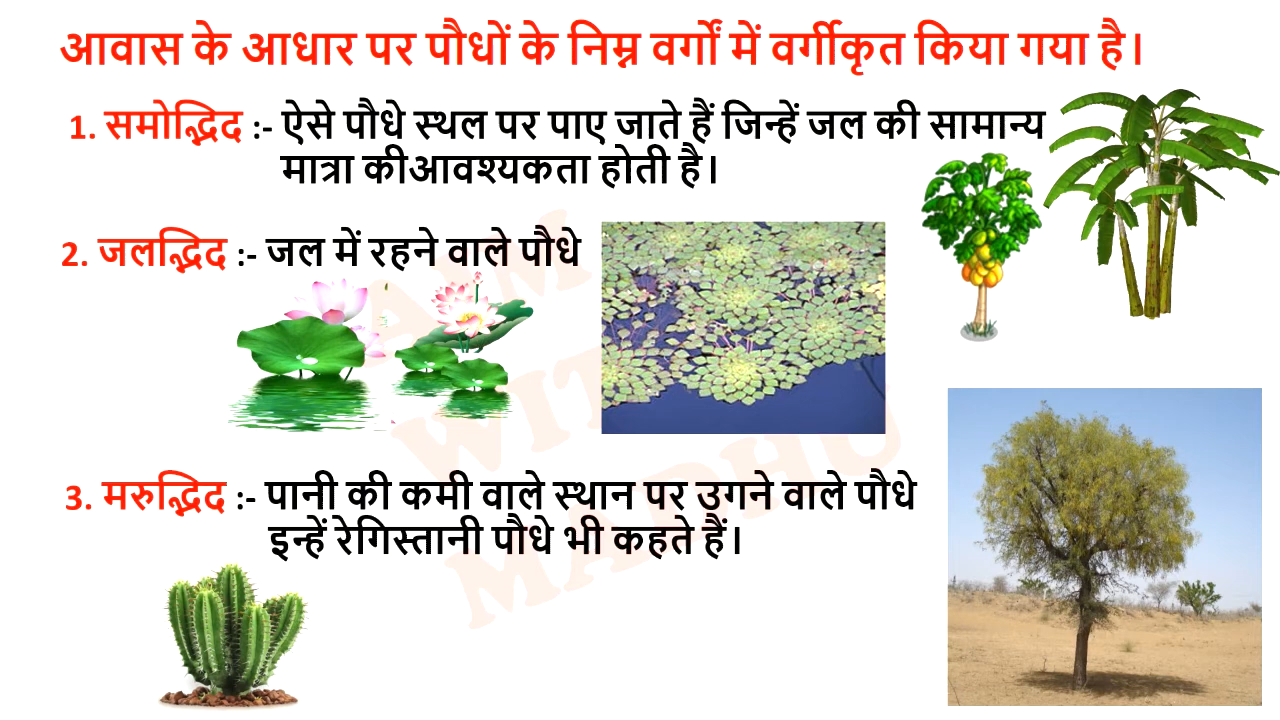 आवास के आधार पर पौधों के निम्न वर्गों में वर्गीकृत किया गया है।
1. समोद्भिद :- ऐसे पौधे स्थल पर पाए जाते हैं जिन्हें जल की सामान्य
मात्रा कीआवश्यकता होती है।
2. जलद्भिद :- जल में रहने वाले पौधे
3. मरुद्भिद :- पानी की कमी वाले स्थान पर उगने वाले पौधे
इन्हें रेगिस्तानी पौधे भी कहते हैं।